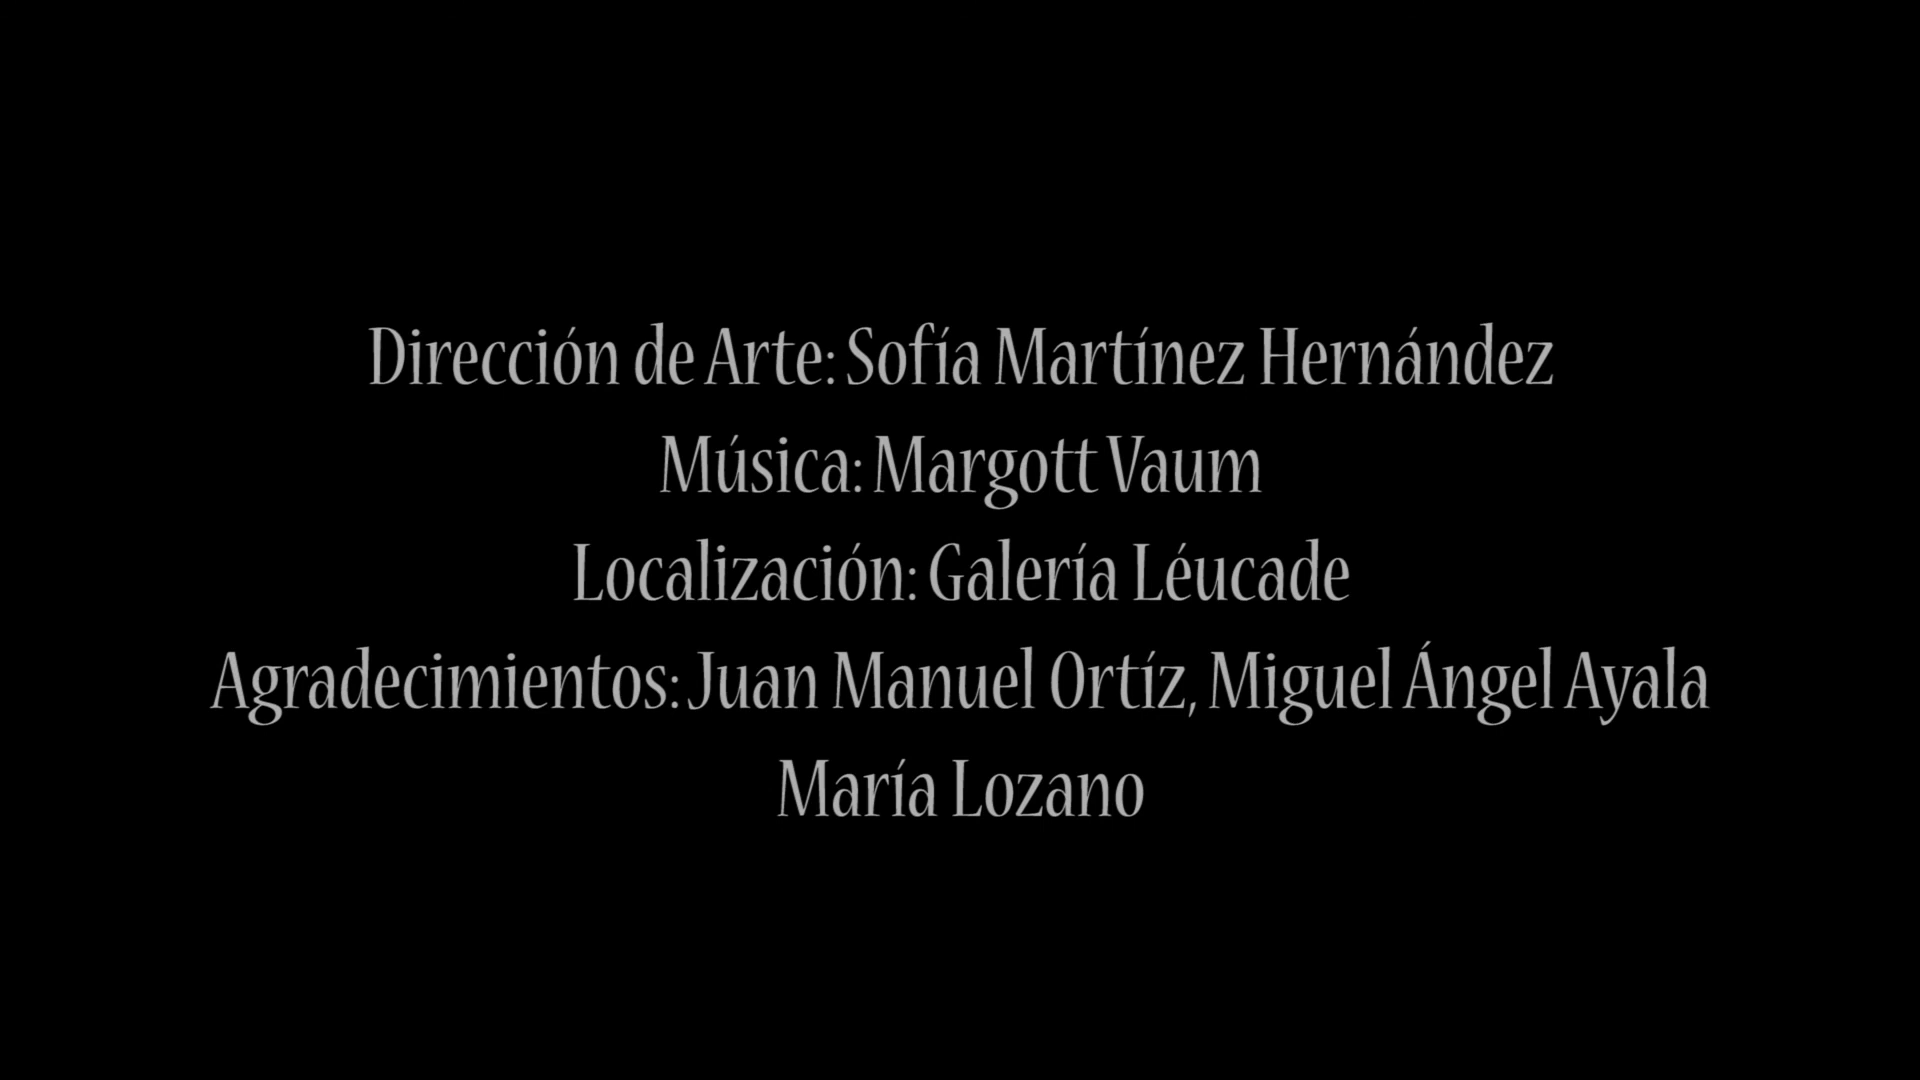 Dirección de Arte: Sofía Martínez Hernández
Música: Margott Vaum
Localización: Galería Léucade
Agradecimientos: Juan Manuel Ortíz, Miguel Ángel Ayala
María Lozano